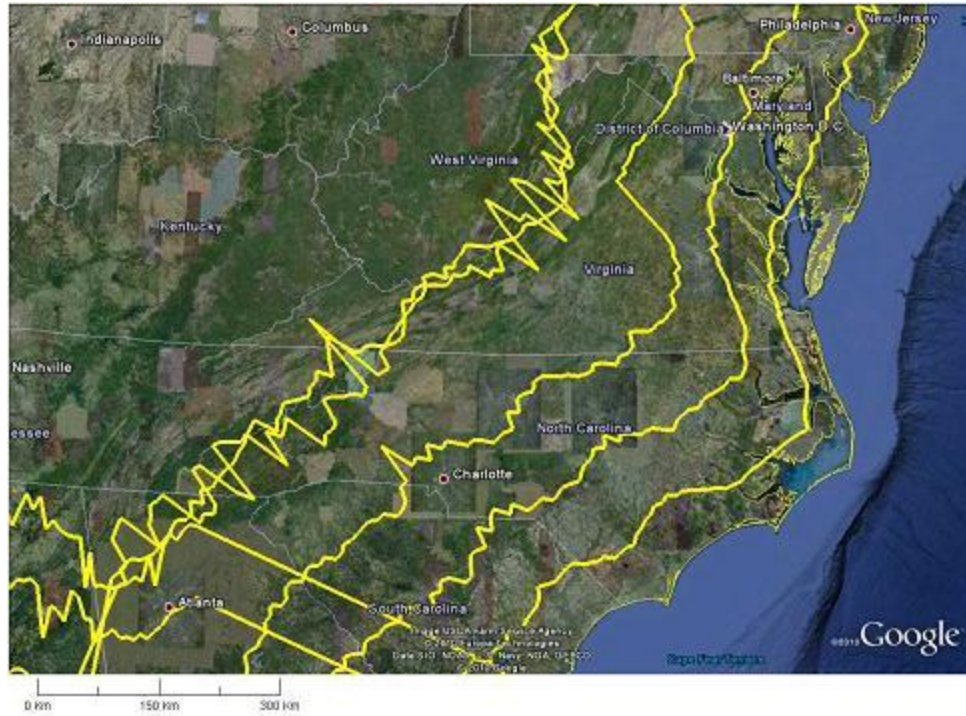 Indianapolis
Columbus
Philadelphia
New Jersey
Baltimore
Maryland
District of Columbia
Washington D.C.
West Virginia
Kentucky
Virginia
Nashville
essee
North Carolina
Charlotte
Atlanta
South Carolina
Google
0 km
150 km
300 km